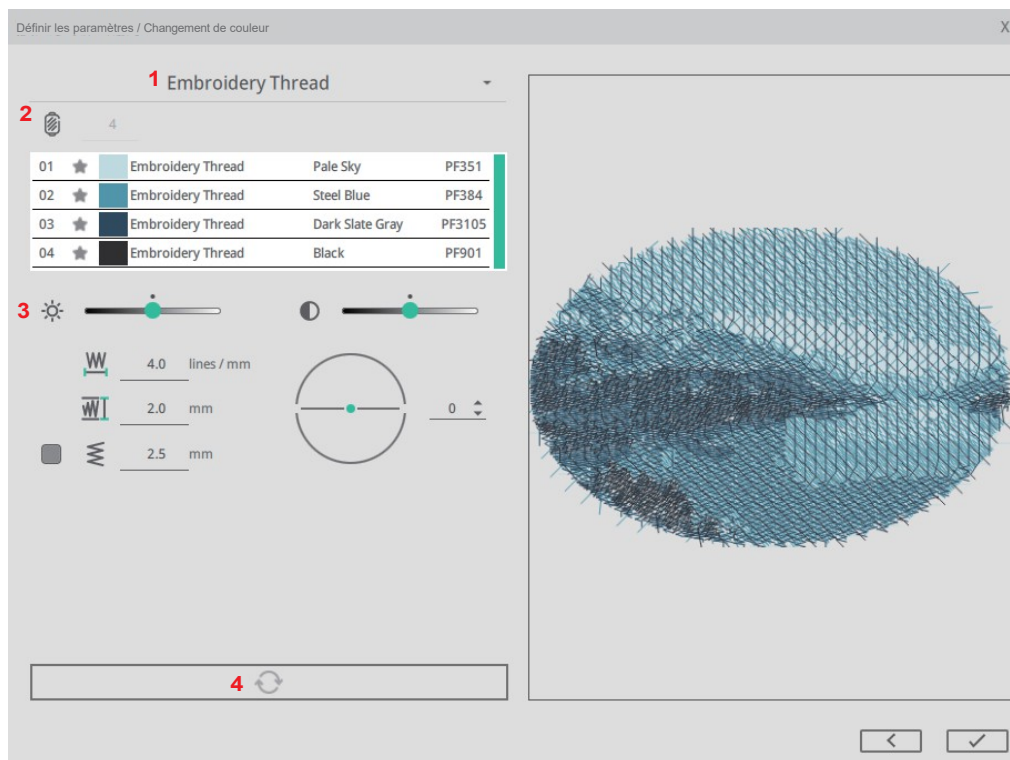 Définir les paramètres / Changement de couleur
X
1 Embroidery Thread
2 4
01 Embroidery Thread Pale Sky PF351
02 Embroidery Thread Steel Blue PF384
03 Embroidery Thread Dark Slate Gray PF3105
04 Embroidery Thread Black PF901
3
4.0 lines / mm
2.0 mm
0
2.5 mm
4